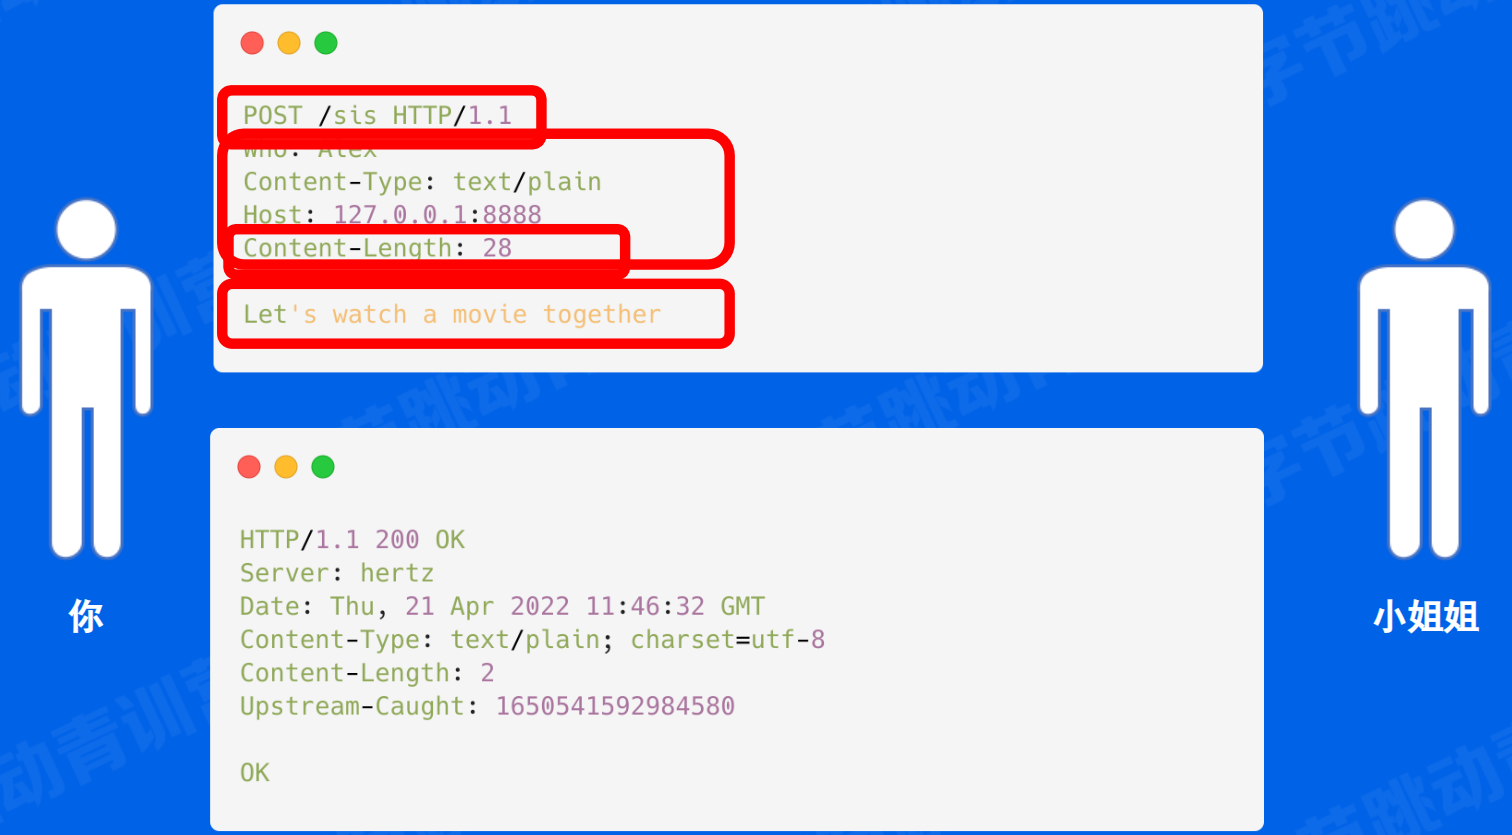 POST /sis HTTP/1.1
Who: Alex
Content-Type: text/plain
Host: 127.0.0.1:8888
Content-Length: 28
Let's watch a movie together
HTTP/1.1 200 OK
Server: hertz
Date: Thu, 21 Apr 2022 11:46:32 GMT
Content-Type: text/plain; charset=utf-8
Content-Length: 2
Upstream-Caught: 1650541592984580
OK
你
小姐姐